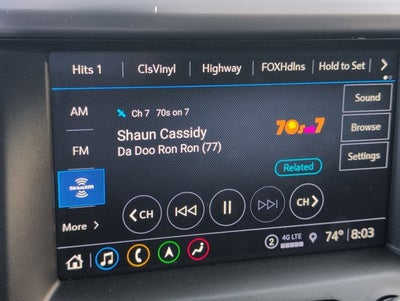 Hits 1 ClsVinyl Highway FOXHdlns Hold to Set
AM
Ch 7 70s on 7
Sound
Shaun Cassidy
70s on 7
Browse
FM
Da Doo Ron Ron (77)
Related
Settings
SiriusXM
CH
CH
More
2 4G LTE 74° 8:03